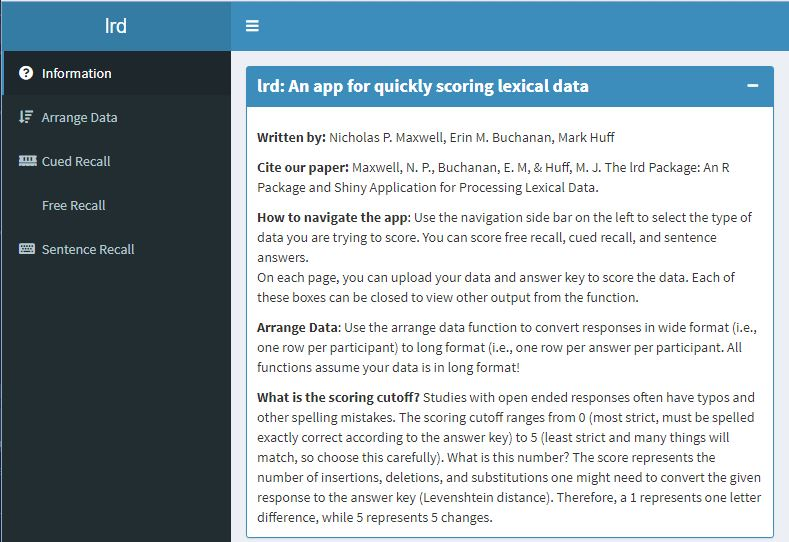 lrd
Information
Arrange Data
Cued Recall
Free Recall
Sentence Recall
lrd: An app for quickly scoring lexical data
Written by: Nicholas P. Maxwell, Erin M. Buchanan, Mark Huff
Cite our paper: Maxwell, N. P., Buchanan, E. M, & Huff, M. J. The lrd Package: An R
Package and Shiny Application for Processing Lexical Data.
How to navigate the app: Use the navigation side bar on the left to select the type of
data you are trying to score. You can score free recall, cued recall, and sentence
answers.
On each page, you can upload your data and answer key to score the data. Each of
these boxes can be closed to view other output from the function.
Arrange Data: Use the arrange data function to convert responses in wide format (i.e.,
one row per participant) to long format (i.e., one row per answer per participant. All
functions assume your data is in long format!
What is the scoring cutoff? Studies with open ended responses often have typos and
other spelling mistakes. The scoring cutoff ranges from 0 (most strict, must be spelled
exactly correct according to the answer key) to 5 (least strict and many things will
match, so choose this carefully). What is this number? The score represents the
number of insertions, deletions, and substitutions one might need to convert the given
response to the answer key (Levenshtein distance). Therefore, a 1 represents one letter
difference, while 5 represents 5 changes.